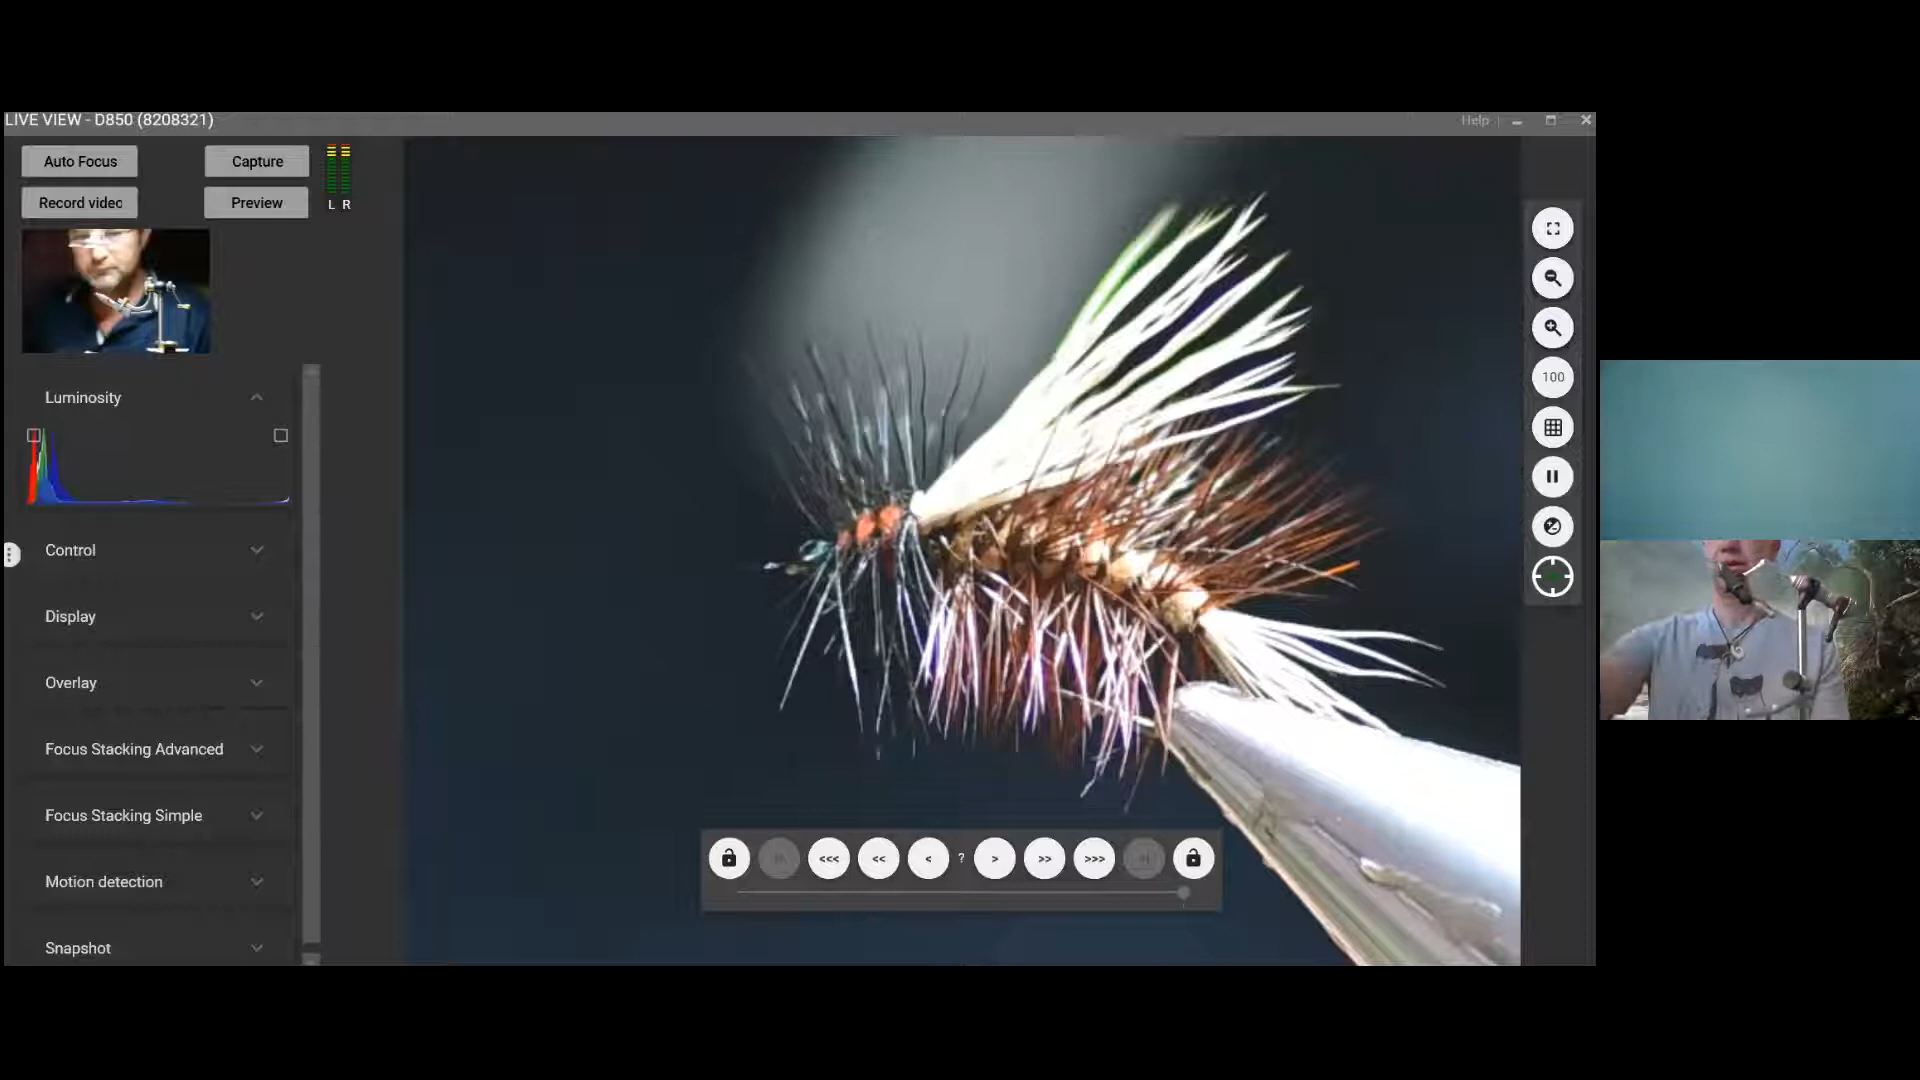 LIVE VIEW - D850 (8208321)
Help
Auto Focus
Capture
Record video
Preview
L R
Luminosity
Control
Display
Overlay
Focus Stacking Advanced
Focus Stacking Simple
Motion detection
Snapshot
100
<<< << < ? > >> >>>